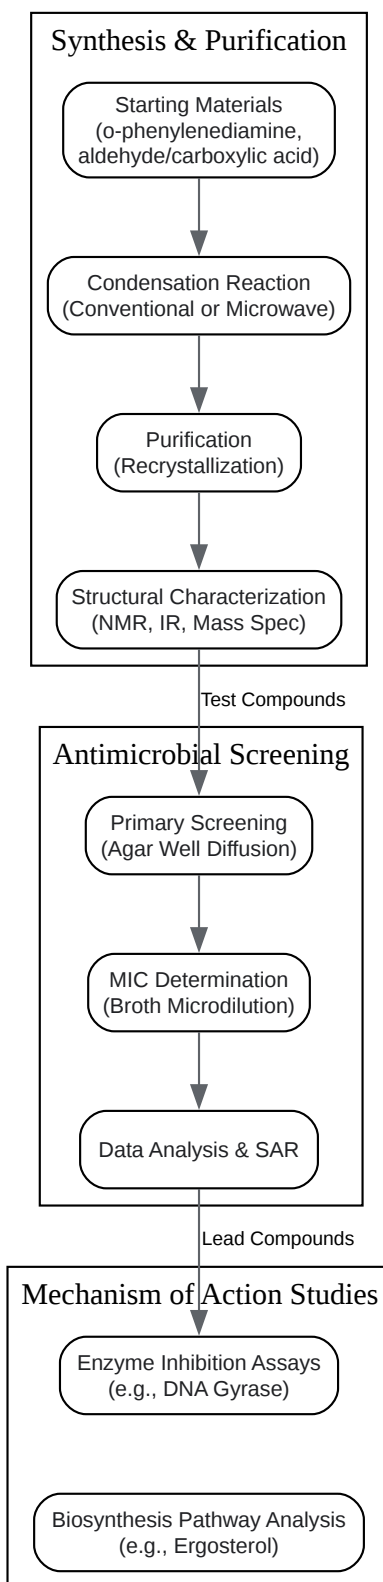 Synthesis & Purification
Starting Materials
(o-phenylenediamine,
aldehyde/carboxylic acid)
Condensation Reaction
(Conventional or Microwave)
Purification
(Recrystallization)
Structural Characterization
(NMR, IR, Mass Spec)
Test Compounds
Antimicrobial Screening
Primary Screening
(Agar Well Diffusion)
MIC Determination
(Broth Microdilution)
Data Analysis & SAR
Lead Compounds
Mechanism of Action Studies
Enzyme Inhibition Assays
(e.g., DNA Gyrase)
Biosynthesis Pathway Analysis
(e.g., Ergosterol)